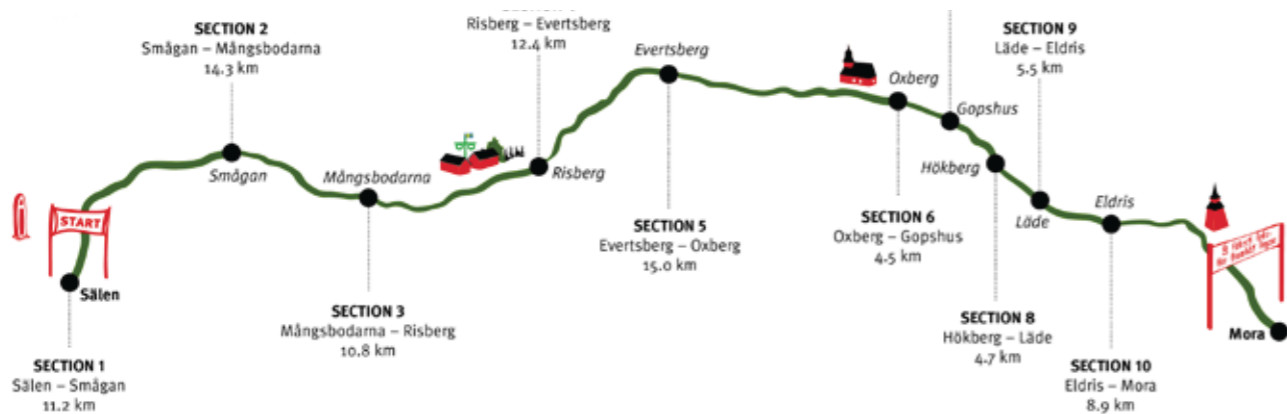 SECTION 2
Smågan – Mångsbodarna
14.3 km
Risberg – Evertsberg
12.4 km
SECTION 9
Läde – Eldris
5.5 km
Evertsberg
Oxberg
Gopshus
Smågan
Mångsbodarna
Risberg
Hökberg
Läde
Eldris
START
Sälen
Mora
SECTION 5
Evertsberg – Oxberg
15.0 km
SECTION 6
Oxberg – Gopshus
4.5 km
SECTION 3
Mångsbodarna – Risberg
10.8 km
SECTION 8
Hökberg – Läde
4.7 km
SECTION 1
Sälen – Smågan
11.2 km
SECTION 10
Eldris – Mora
8.9 km